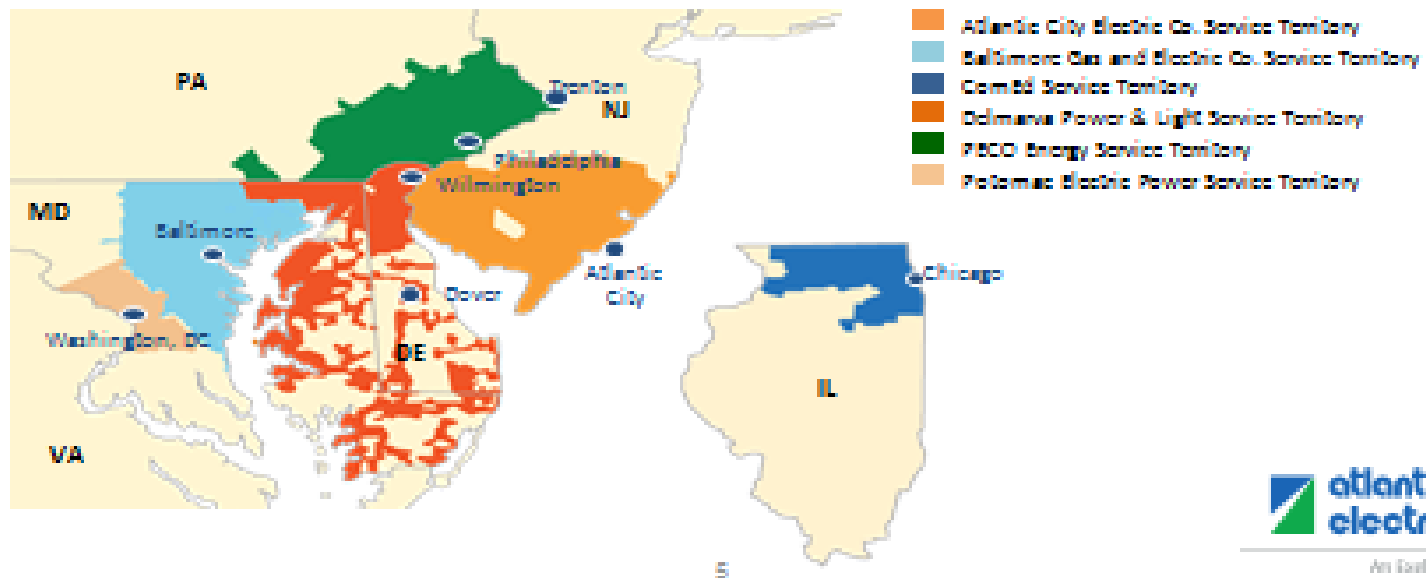 Atlantic City Electric Co. Service Territory
Baltimore Gas and Electric Co. Service Territory
ComEd Service Territory
Delmarva Power & Light Service Territory
PECO Energy Service Territory
Potomac Electric Power Service Territory
PA
Trenton
NJ
Philadelphia
Wilmington
MD
Baltimore
Atlantic
City
Chicago
Dover
Washington, DC
DE
IL
VA
atlant
electr
5